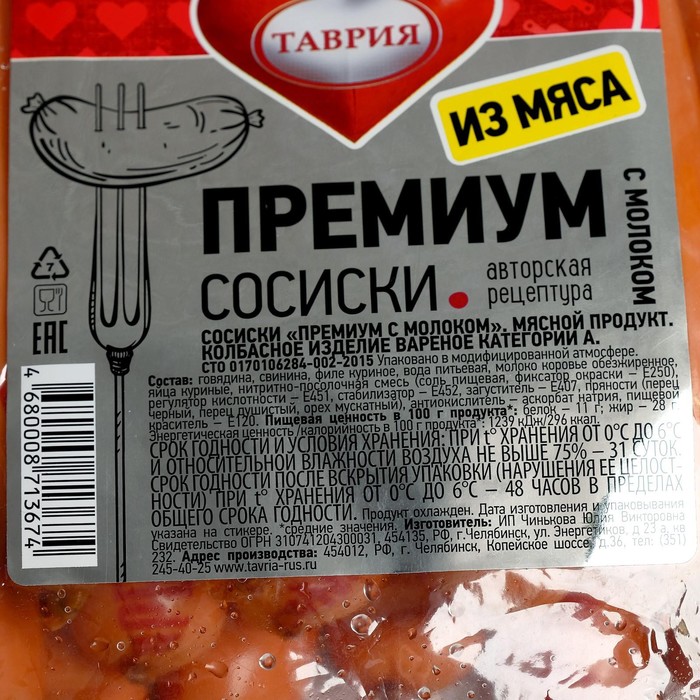 ТАВРИЯ
ИЗ МЯСА
ПРЕМИУМ
С МОЛОКОМ
СОСИСКИ.
авторская
рецептура
7
EAC
СОСИСКИ «ПРЕМИУМ С МОЛОКОМ». МЯСНОЙ ПРОДУКТ.
КОЛБАСНОЕ ИЗДЕЛИЕ ВАРЕНОЕ КАТЕГОРИИ А.
СТО 0170106284-002-2015 Упаковано в модифицированной атмосфере.
Состав: говядина, свинина, филе куриное, вода питьевая, молоко коровье обезжиренное,
яйца куриные, нитритно-посолочная смесь (соль пищевая, фиксатор окраски – Е250),
регулятор кислотности – Е451, стабилизатор – Е452, загуститель – Е407, пряности (перец
черный, перец душистый, орех мускатный), антиокислитель – аскорбат натрия, пищевой
краситель – Е120. Пищевая ценность в 100 г продукта*: белок – 11 г; жир – 28 г.
Энергетическая ценность /калорийность в 100 г продукта*: 1239 кДж/296 ккал.
СРОК ГОДНОСТИ И УСЛОВИЯ ХРАНЕНИЯ: ПРИ t° ХРАНЕНИЯ ОТ 0°С ДО 6°С
И ОТНОСИТЕЛЬНОЙ ВЛАЖНОСТИ ВОЗДУХА НЕ ВЫШЕ 75% – 31 СУТОК.
СРОК ГОДНОСТИ ПОСЛЕ ВСКРЫТИЯ УПАКОВКИ (НАРУШЕНИЯ ЕЕ ЦЕЛОСТ-
НОСТИ) ПРИ t° ХРАНЕНИЯ ОТ 0°С ДО 6°С – 48 ЧАСОВ В ПРЕДЕЛАХ
ОБЩЕГО СРОКА ГОДНОСТИ. Продукт охлажден. Дата изготовления и упаковывания
указана на стикере. *средние значения. Изготовитель: ИП Чинькова Юлия Викторовна
Свидетельство ОГРН 310741204300031, 454135, РФ, г.Челябинск, ул. Энергетиков, д 23 а, кв
232. Адрес производства: 454012, РФ, г. Челябинск, Копейское шоссе, д.36, тел: (351)
245-40-25 www.tavria-rus.ru
4 680008 713674